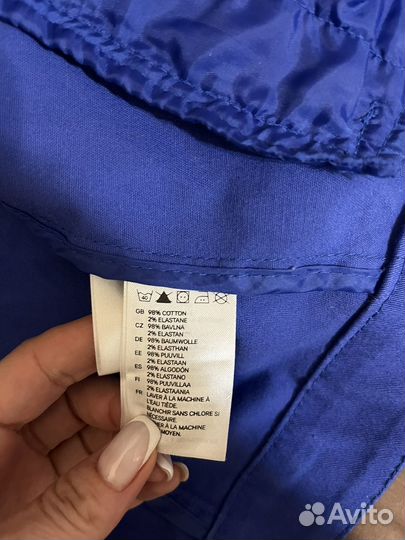 40
GB 98% COTTON
2% ELASTANE
CZ 98% BAVLNA
2% ELASTAN
DE 98% BAUMWOLLE
2% ELASTHAN
EE 98% PUUVILL
2% ELASTAAN
ES 98% ALGODÓN
2% ELASTANO
FI 98% PUUVILLAA
2% ELASTAANIA
FR LAVER À LA MACHINE À
L'EAU TIÈDE.
BLANCHIR SANS CHLORE SI
À LA MACHINE
MOYEN.
Avito